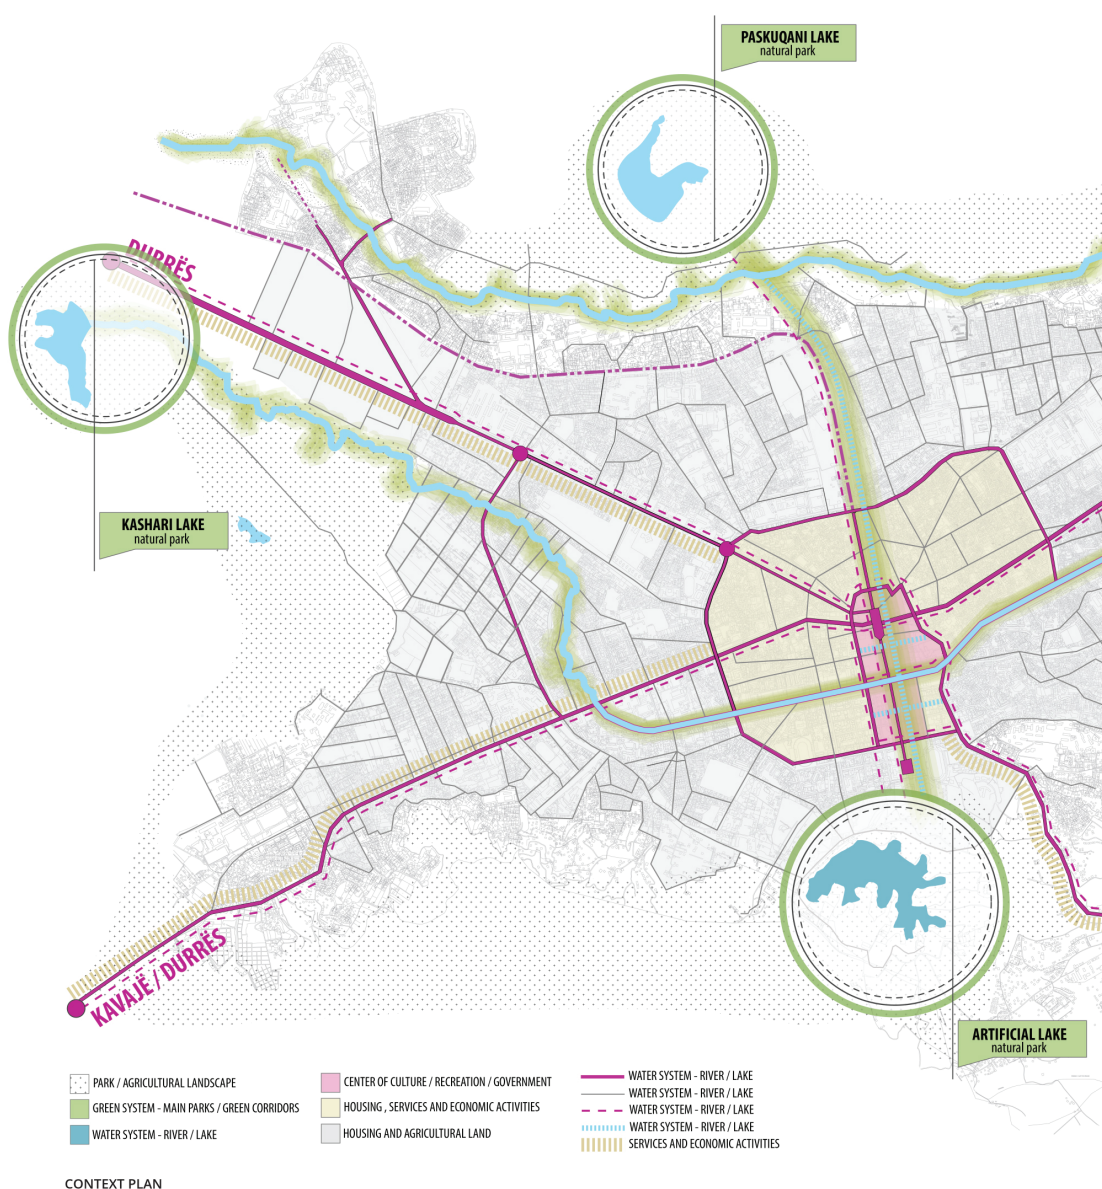 PASKUQANI LAKE
natural park
DURRËS
KASHARI LAKE
natural park
KAVAJË / DURRËS
ARTIFICIAL LAKE
natural park
PARK / AGRICULTURAL LANDSCAPE
GREEN SYSTEM - MAIN PARKS / GREEN CORRIDORS
WATER SYSTEM - RIVER / LAKE
CENTER OF CULTURE / RECREATION / GOVERNMENT
HOUSING , SERVICES AND ECONOMIC ACTIVITIES
HOUSING AND AGRICULTURAL LAND
WATER SYSTEM - RIVER / LAKE
WATER SYSTEM - RIVER / LAKE
WATER SYSTEM - RIVER / LAKE
WATER SYSTEM - RIVER / LAKE
SERVICES AND ECONOMIC ACTIVITIES
CONTEXT PLAN